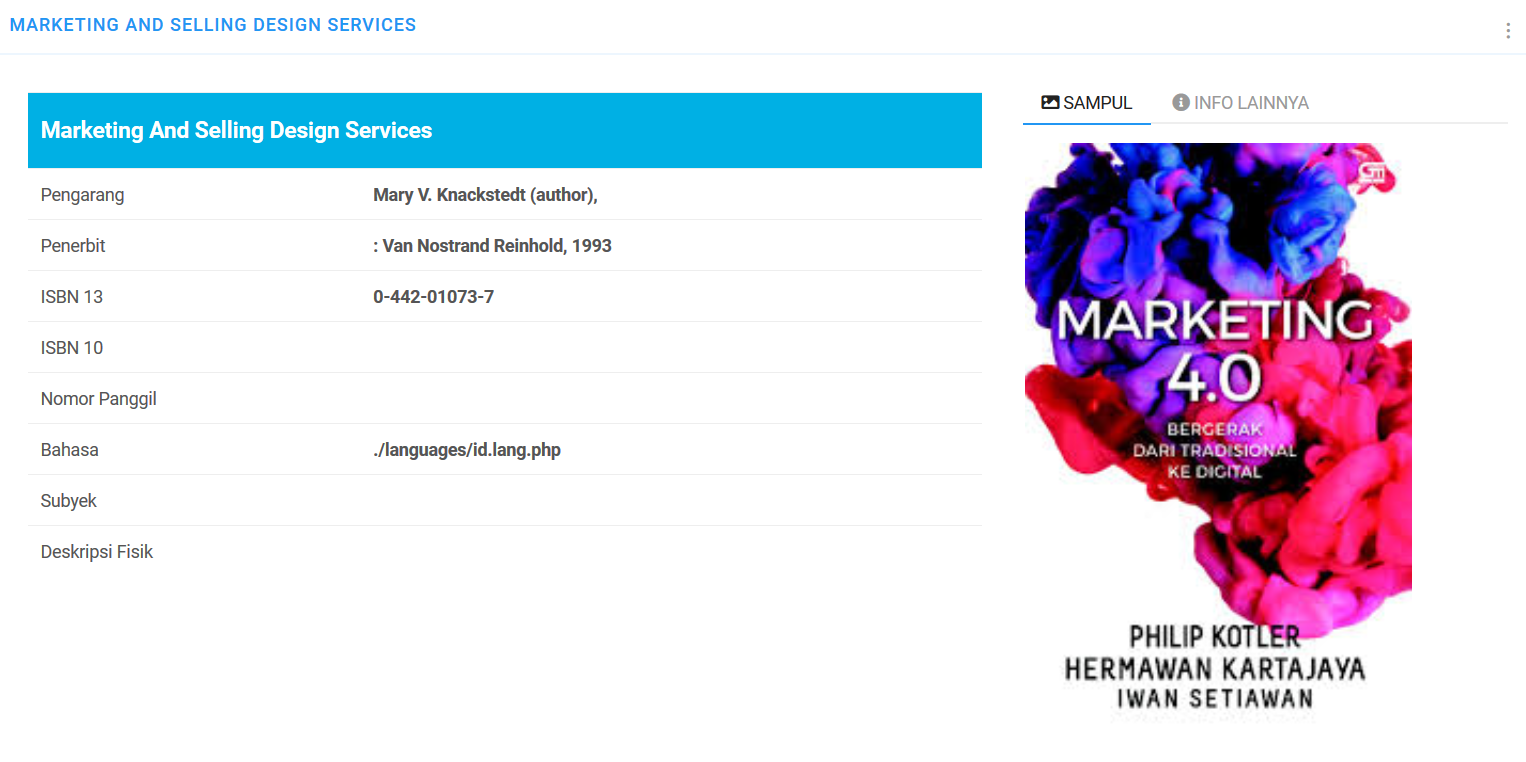 MARKETING AND SELLING DESIGN SERVICES
Marketing And Selling Design Services
Pengarang Mary V. Knackstedt (author),
Penerbit : Van Nostrand Reinhold, 1993
ISBN 13 0-442-01073-7
ISBN 10
Nomor Panggil
Bahasa ./languages/id.lang.php
Subyek
Deskripsi Fisik
SAMPUL INFO LAINNYA
GM
MARKETING
4.0
BERGERAK
DARI TRADISIONAL
KE DIGITAL
PHILIP KOTLER
HERMAWAN KARTAJAYA
IWAN SETIAWAN